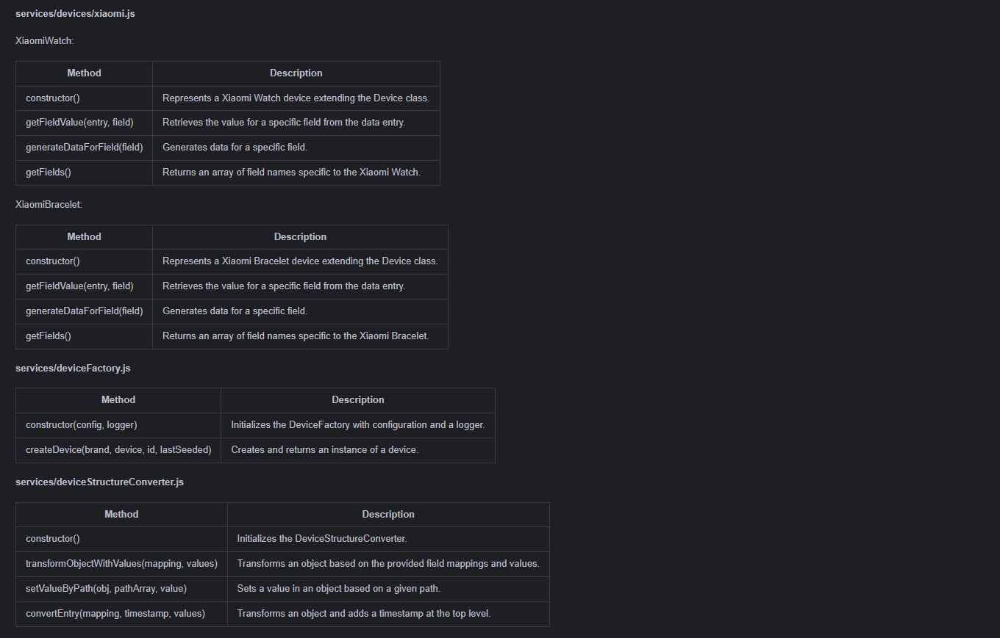 services/devices/xiaomi.js
XiaomiWatch:
Method Description
constructor() Represents a Xiaomi Watch device extending the Device class.
getFieldValue(entry, field) Retrieves the value for a specific field from the data entry.
generateDataForField(field) Generates data for a specific field.
getFields() Returns an array of field names specific to the Xiaomi Watch.
XiaomiBracelet:
Method Description
constructor() Represents a Xiaomi Bracelet device extending the Device class.
getFieldValue(entry, field) Retrieves the value for a specific field from the data entry.
generateDataForField(field) Generates data for a specific field.
getFields() Returns an array of field names specific to the Xiaomi Bracelet.
services/deviceFactory.js
Method Description
constructor(config, logger) Initializes the DeviceFactory with configuration and a logger.
createDevice(brand, device, id, lastSeeded) Creates and returns an instance of a device.
services/deviceStructureConverter.js
Method Description
constructor() Initializes the DeviceStructureConverter.
transformObjectWithValues(mapping, values) Transforms an object based on the provided field mappings and values.
setValueByPath(obj, pathArray, value) Sets a value in an object based on a given path.
convertEntry(mapping, timestamp, values) Transforms an object and adds a timestamp at the top level.